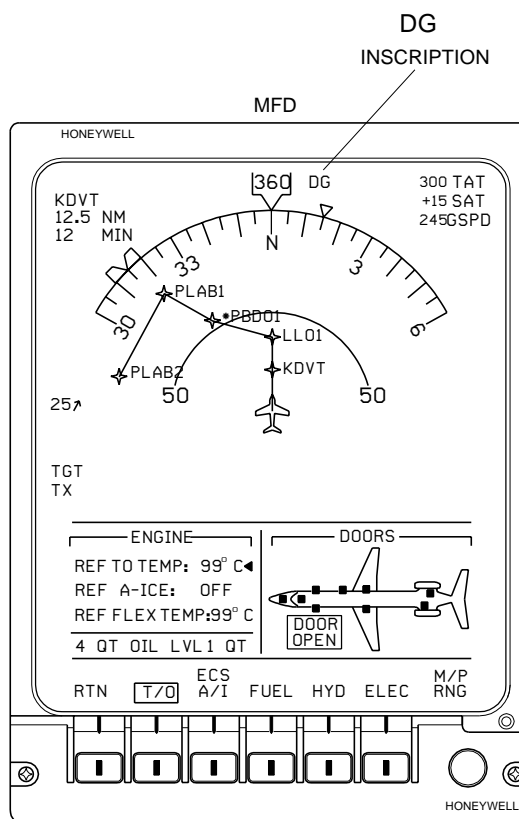 DG
INSCRIPTION
MFD
HONEYWELL
360 DG
KDVT
12.5 NM
12 MIN
300 TAT
+15 SAT
245GSPD
N
33
3
30
6
PLAB1
*PBD01
LL01
KDVT
PLAB2
50
50
25
TGT
TX
ENGINE
REF TO TEMP: 99° C
REF A-ICE: OFF
REF FLEX TEMP:99° C
4 QT OIL LVL1 QT
DOORS
DOOR
OPEN
RTN
T/O
ECS
A/I
FUEL
HYD
ELEC
M/P
RNG
HONEYWELL